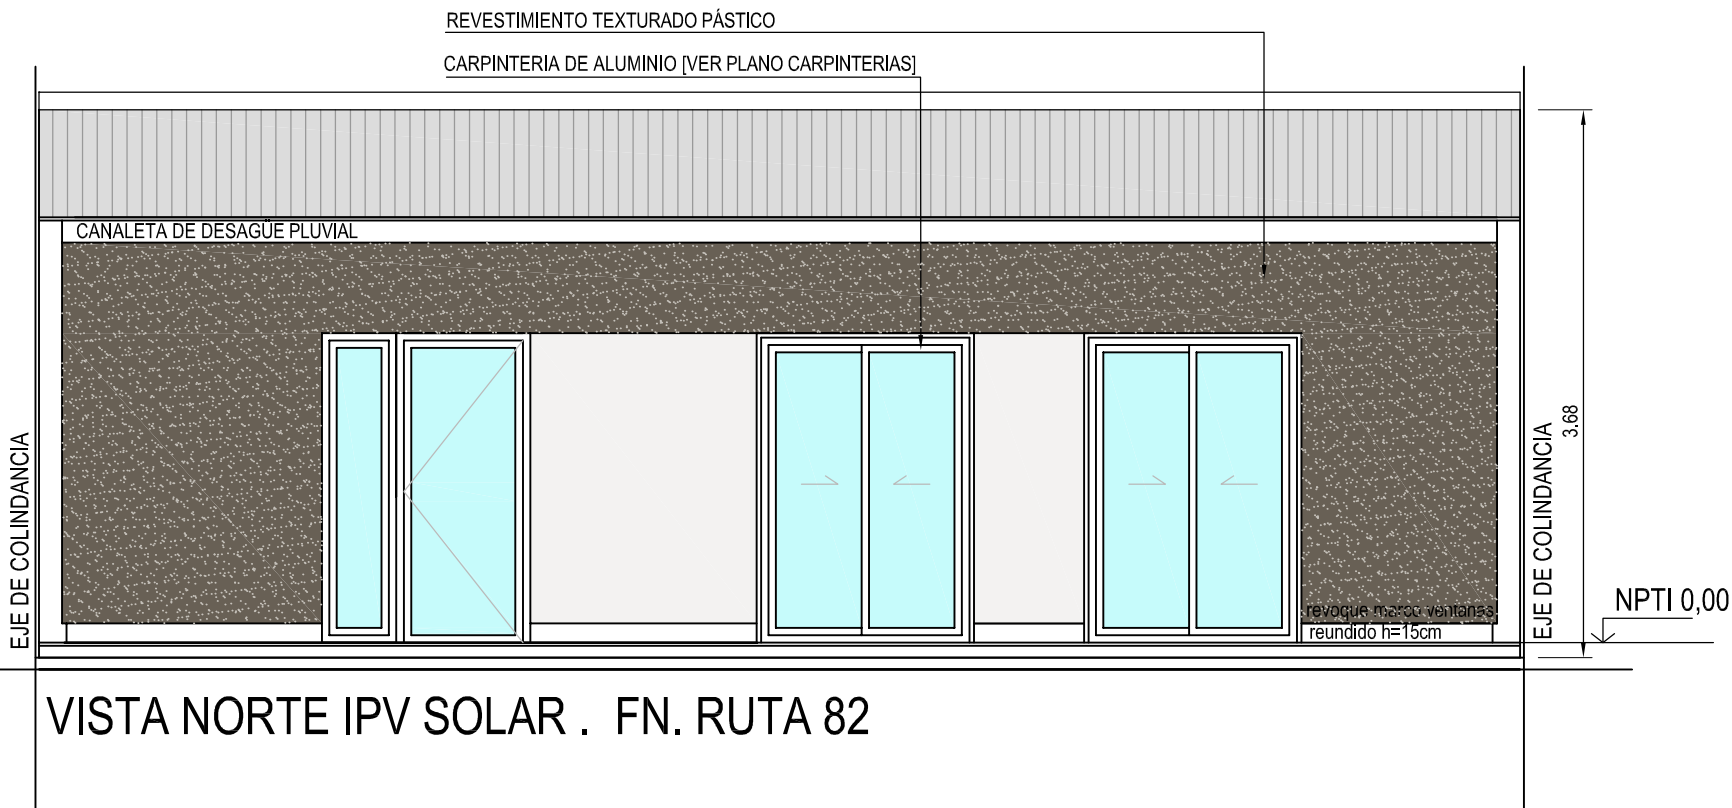 REVESTIMIENTO TEXTURADO PÁSTICO
CARPINTERIA DE ALUMINIO [VER PLANO CARPINTERIAS]
CANALETA DE DESAGÜE PLUVIAL
EJE DE COLINDANCIA
EJE DE COLINDANCIA
3.68
NPTI 0,00
revoque marco ventanas
reundido h=15cm
VISTA NORTE IPV SOLAR . FN. RUTA 82